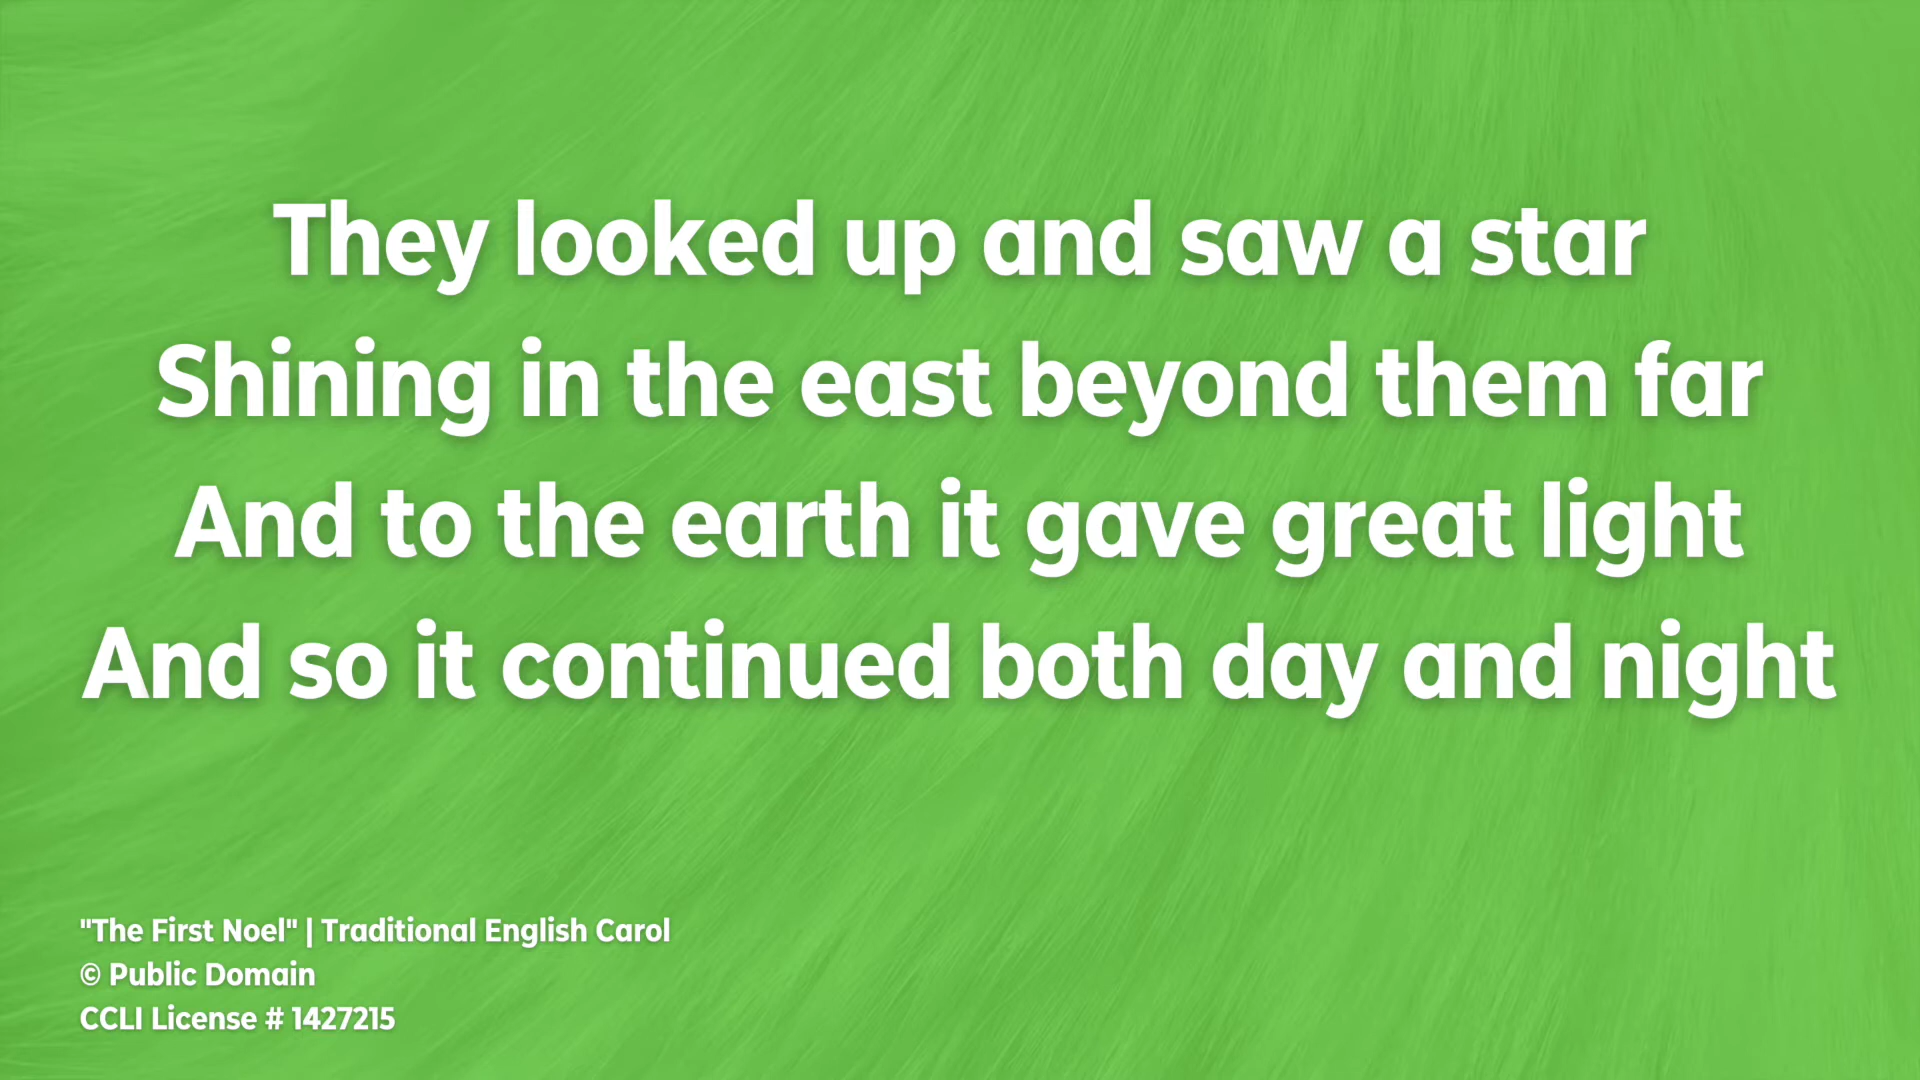 They looked up and saw a star
Shining in the east beyond them far
And to the earth it gave great light
And so it continued both day and night
"The First Noel" | Traditional English Carol
© Public Domain
CCLI License # 1427215